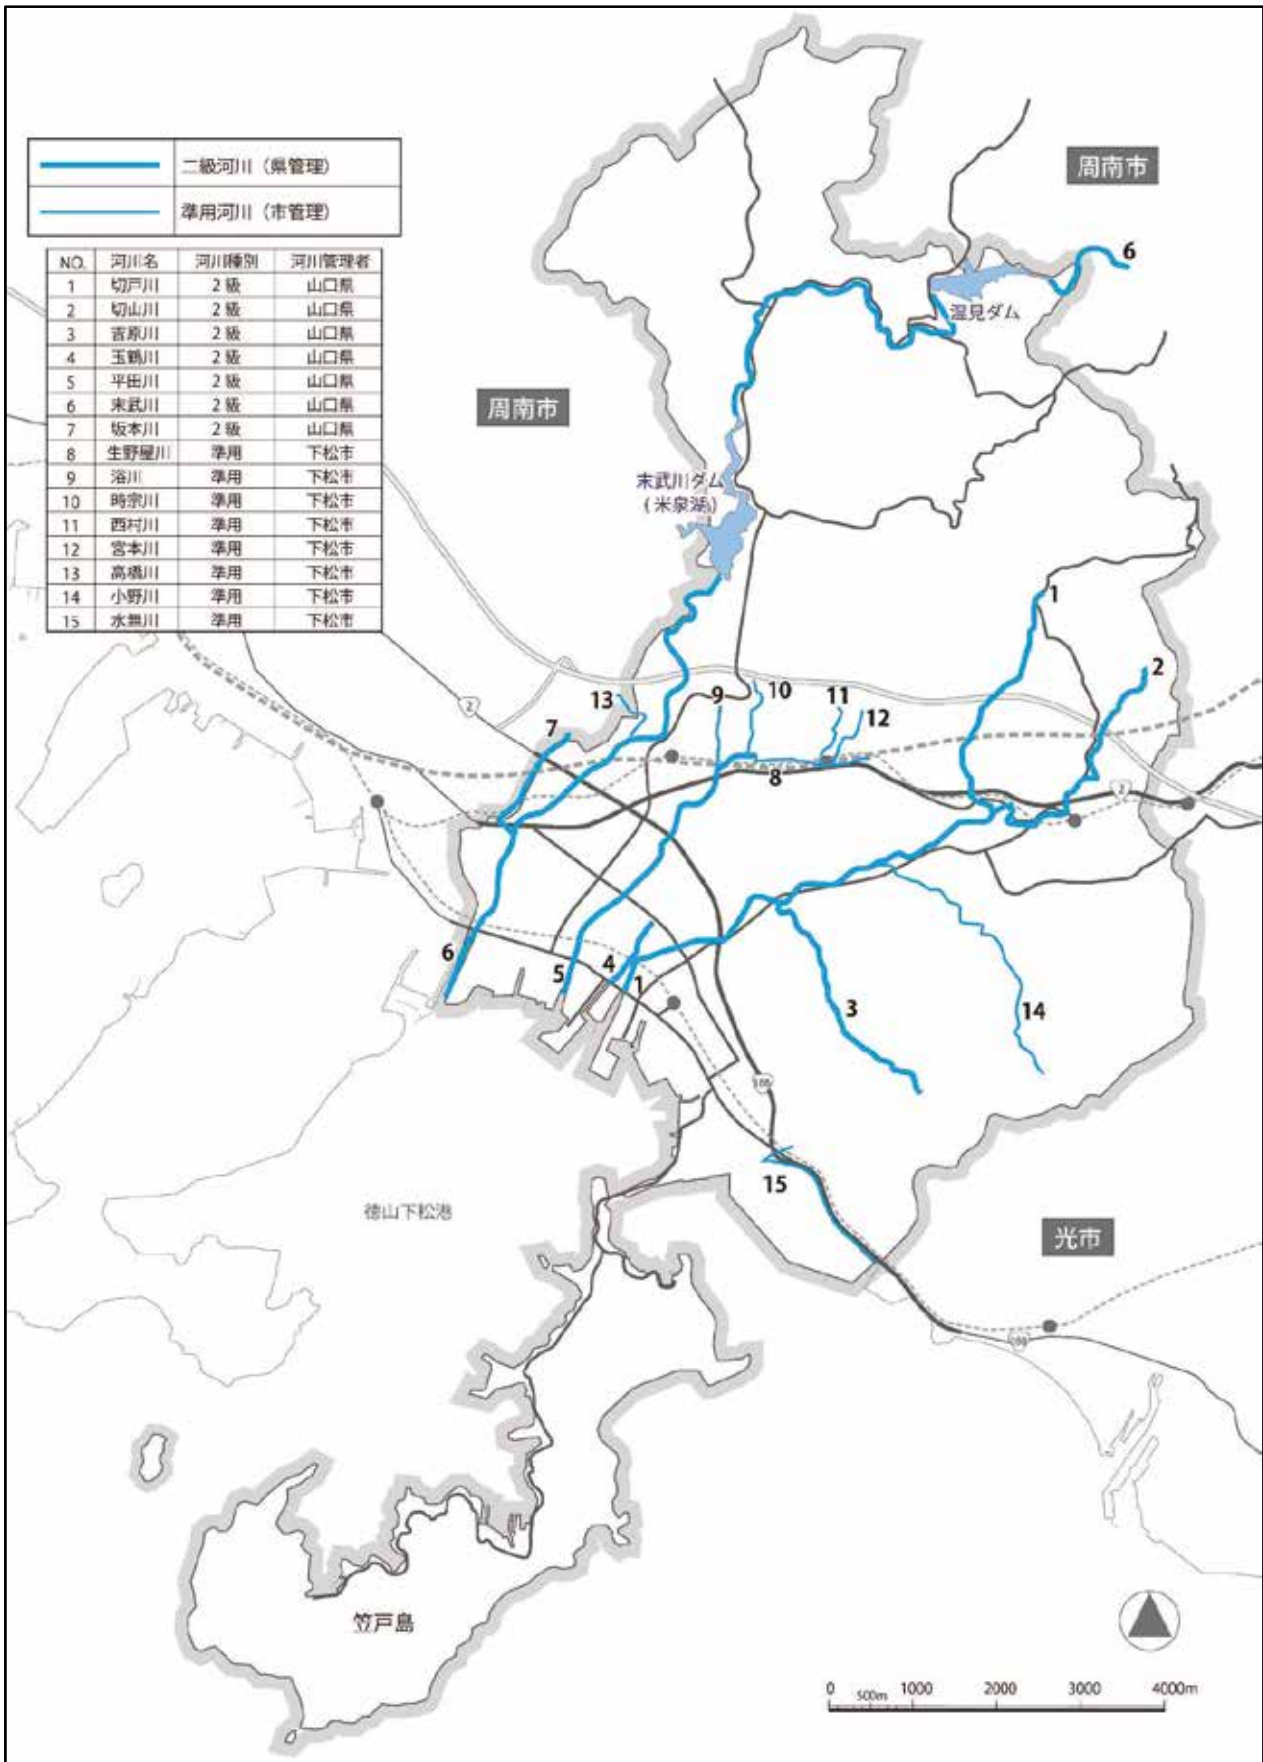 二級河川（県管理）
準用河川（市管理）
NO. 河川名 河川種別 河川管理者
1 切戸川 2級 山口県
2 切山川 2級 山口県
3 吉原川 2級 山口県
4 玉鶴川 2級 山口県
5 平田川 2級 山口県
6 末武川 2級 山口県
7 坂本川 2級 山口県
8 生野屋川 準用 下松市
9 浴川 準用 下松市
10 時宗川 準用 下松市
11 西村川 準用 下松市
12 宮本川 準用 下松市
13 高橋川 準用 下松市
14 小野川 準用 下松市
15 水無川 準用 下松市
周南市
6
温見ダム
周南市
末武川ダム
(米泉湖)
1
2
13
9
10
11
12
7
2
8
2
6
5
4
1
3
14
188
15
徳山下松港
光市
188
笠戸島
0 500m 1000 2000 3000 4000m